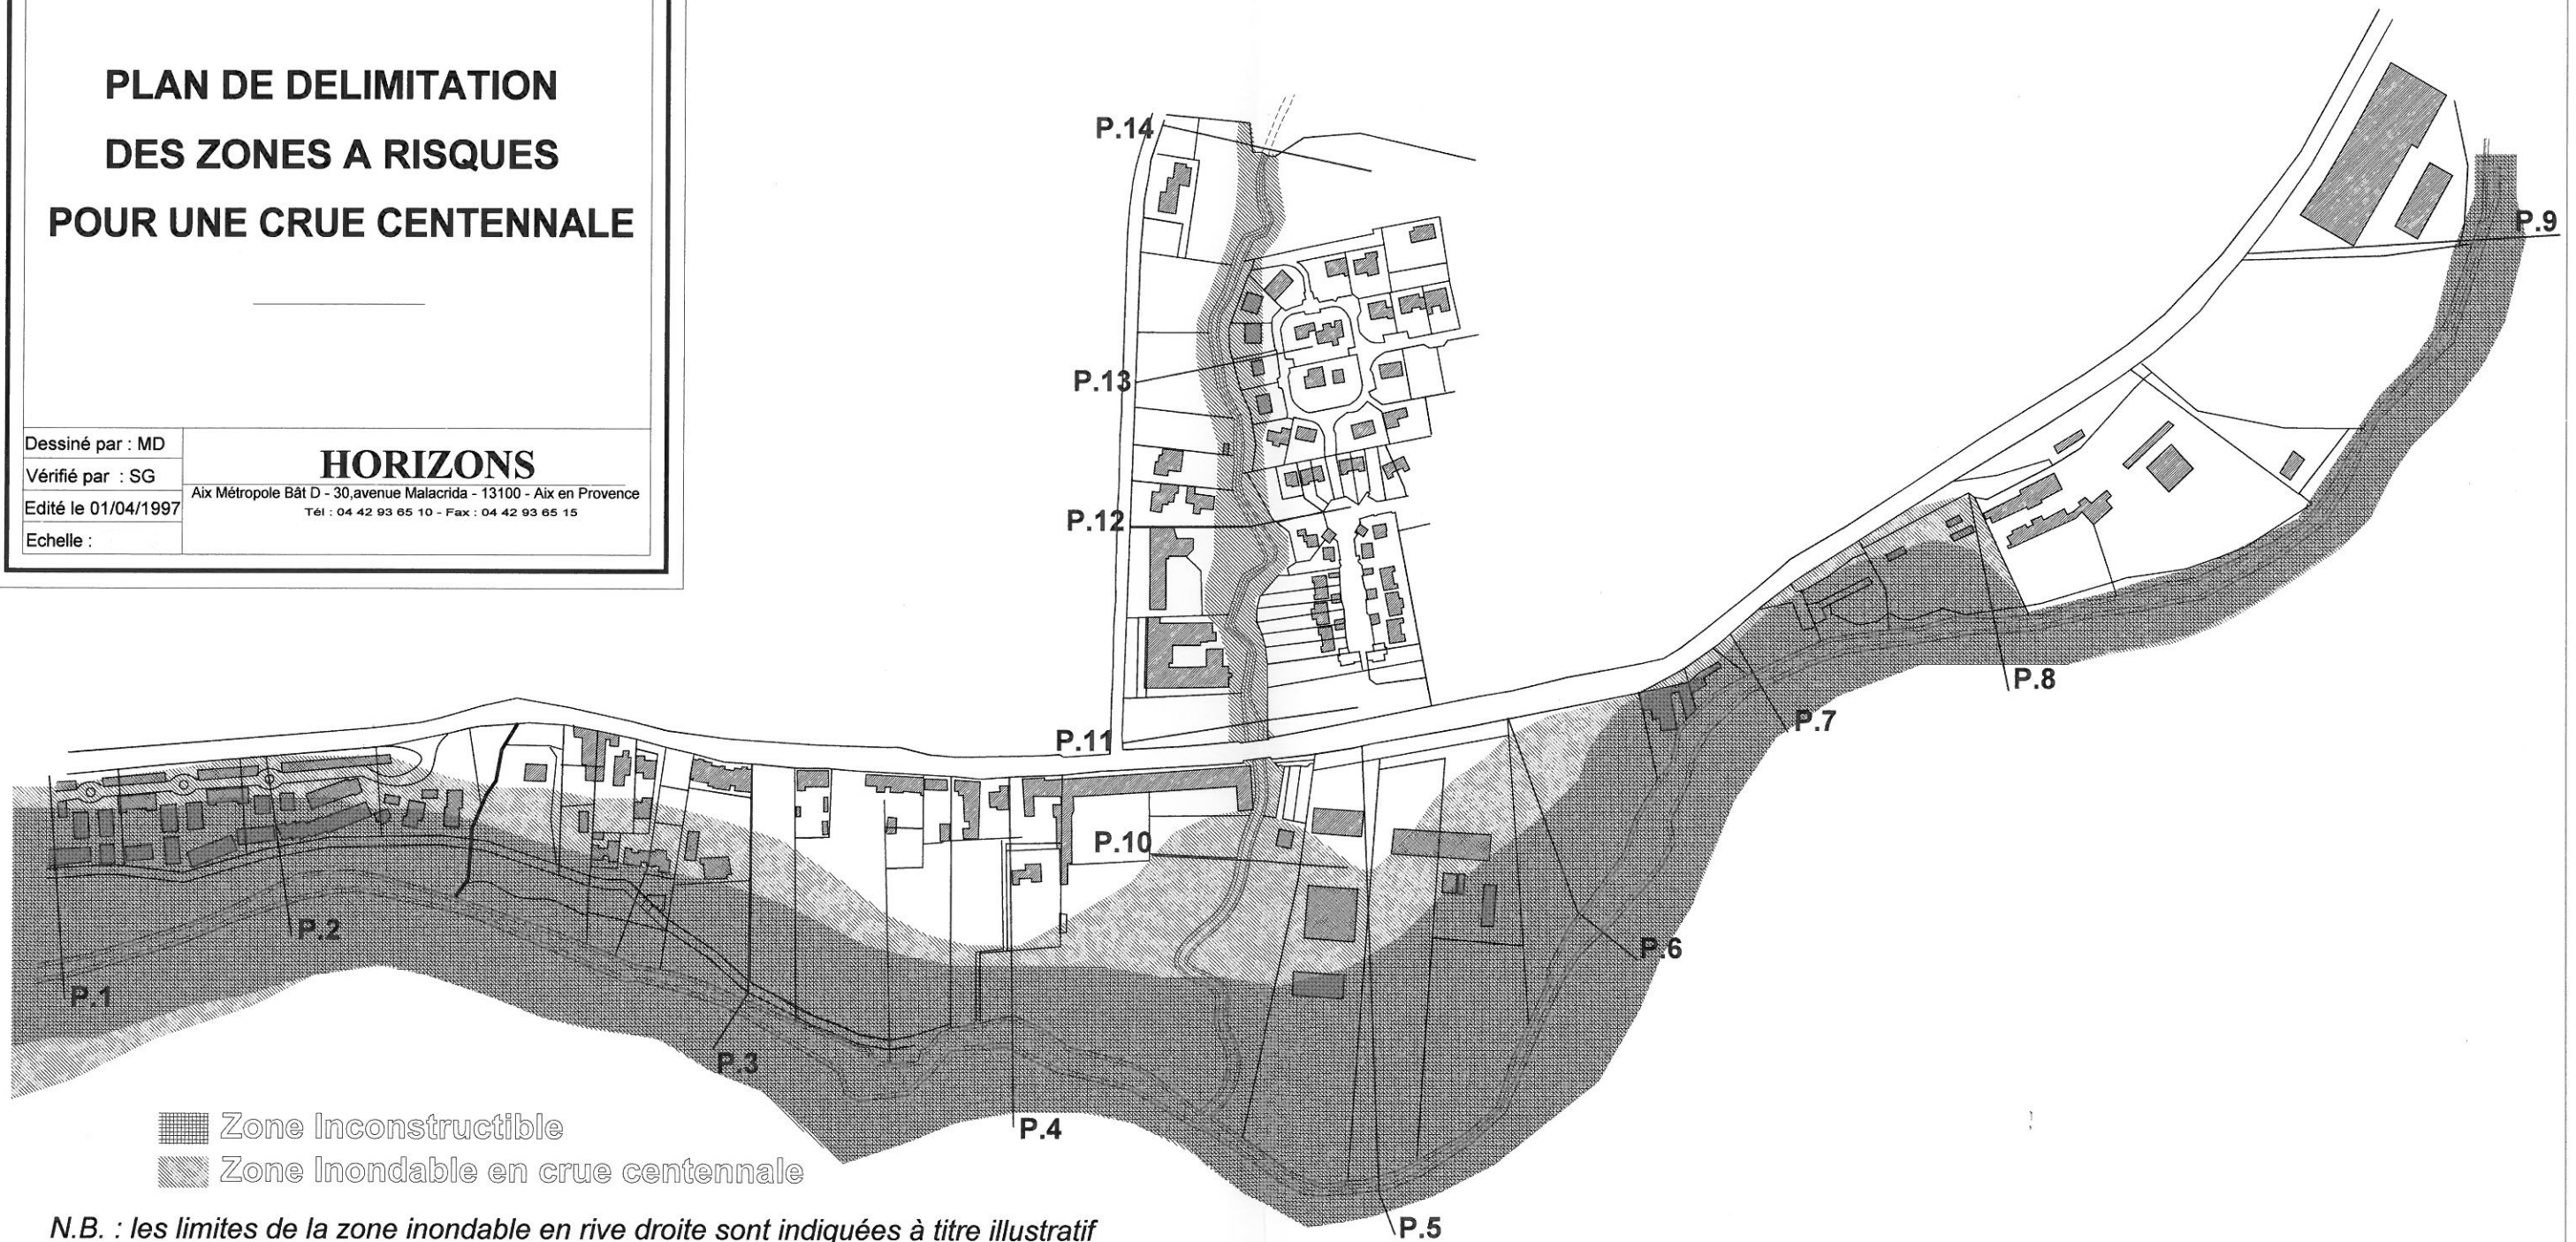 PLAN DE DELIMITATION
DES ZONES A RISQUES
POUR UNE CRUE CENTENNALE
Dessiné par : MD
Vérifié par : SG
Edité le 01/04/1997
Echelle :
HORIZONS
Aix Métropole Bât D - 30,avenue Malacrida - 13100 - Aix en Provence
Tél : 04 42 93 65 10 - Fax : 04 42 93 65 15
P.14
P.9
P.13
P.12
P.8
P.7
P.11
P.10
P.2
P.6
P.1
P.3
P.4
P.5
Zone Inconstructible
Zone Inondable en crue centennale
N.B. : les limites de la zone inondable en rive droite sont indiquées à titre illustratif